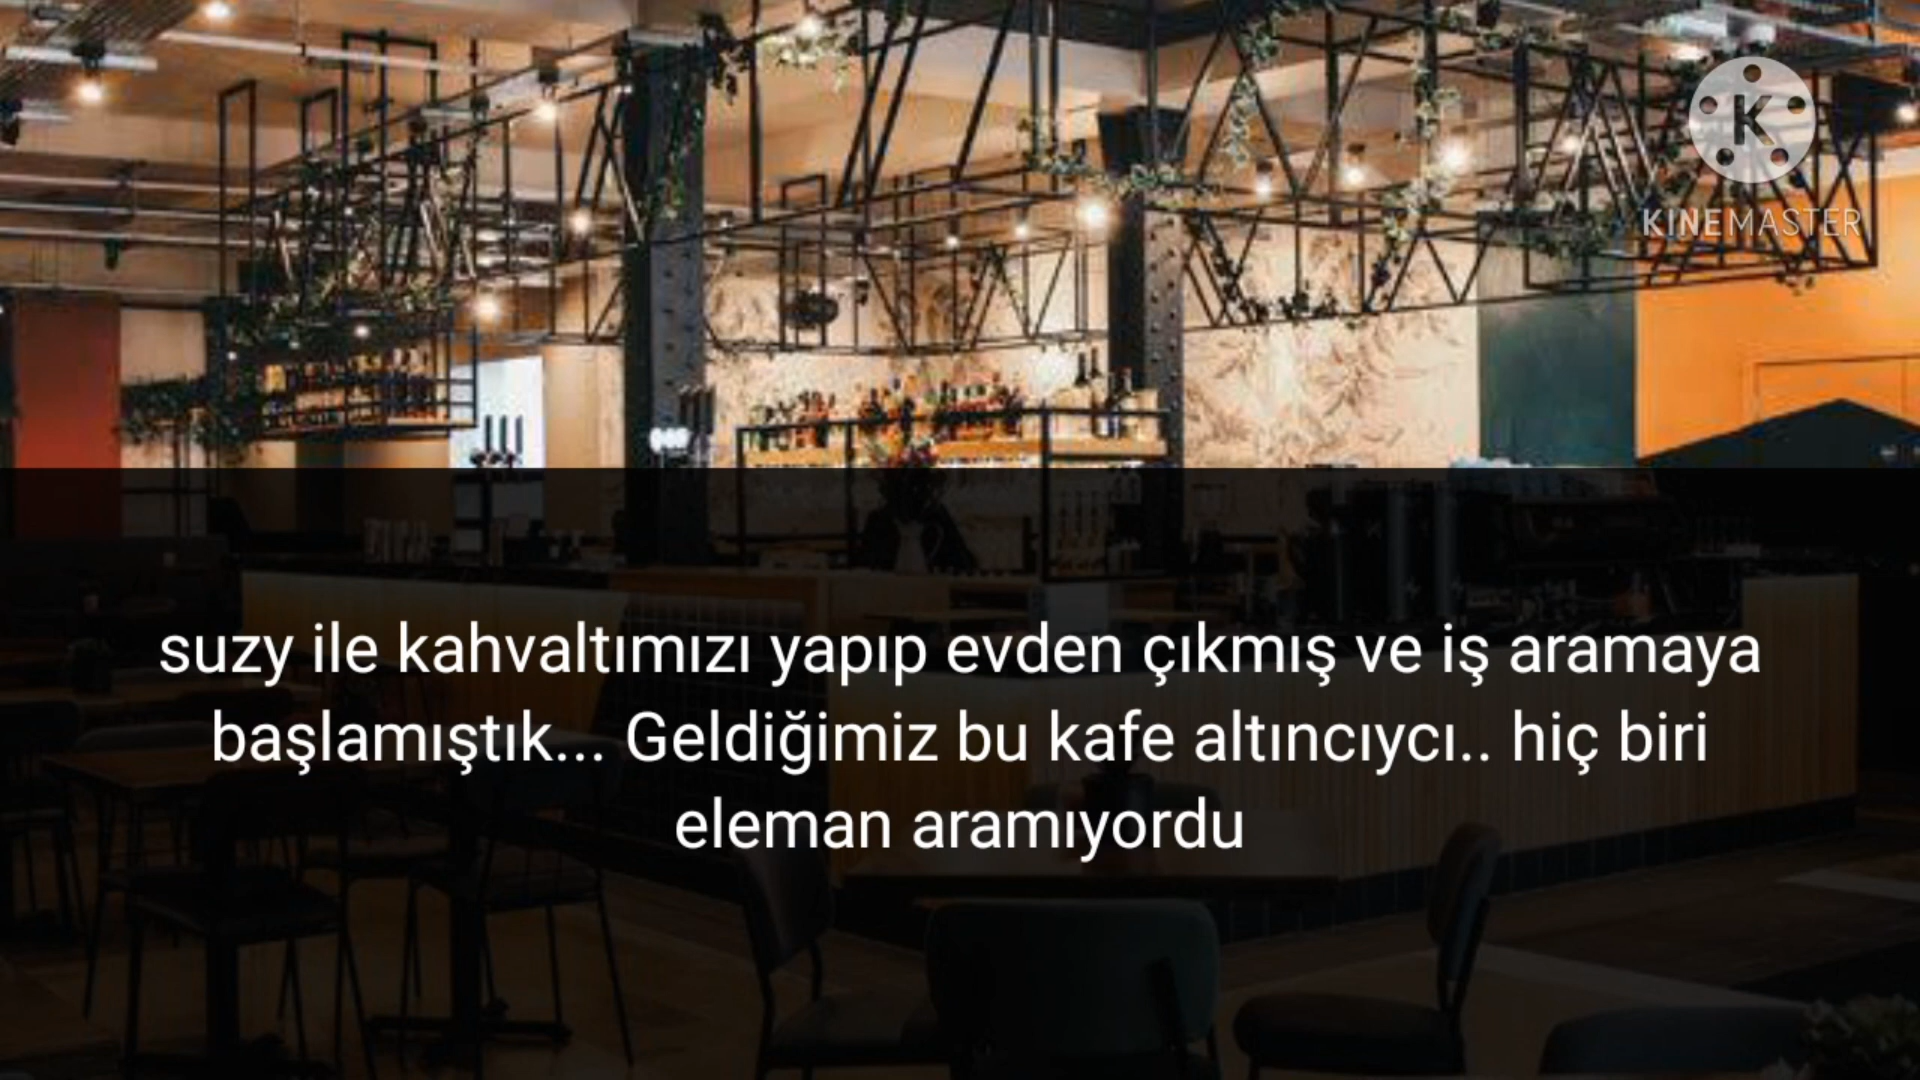 K
KINEMASTER
suzy ile kahvaltımızı yapıp evden çıkmış ve iş aramaya
başlamıştık... Geldiğimiz bu kafe altıncıycı.. hiç biri
eleman aramıyordu